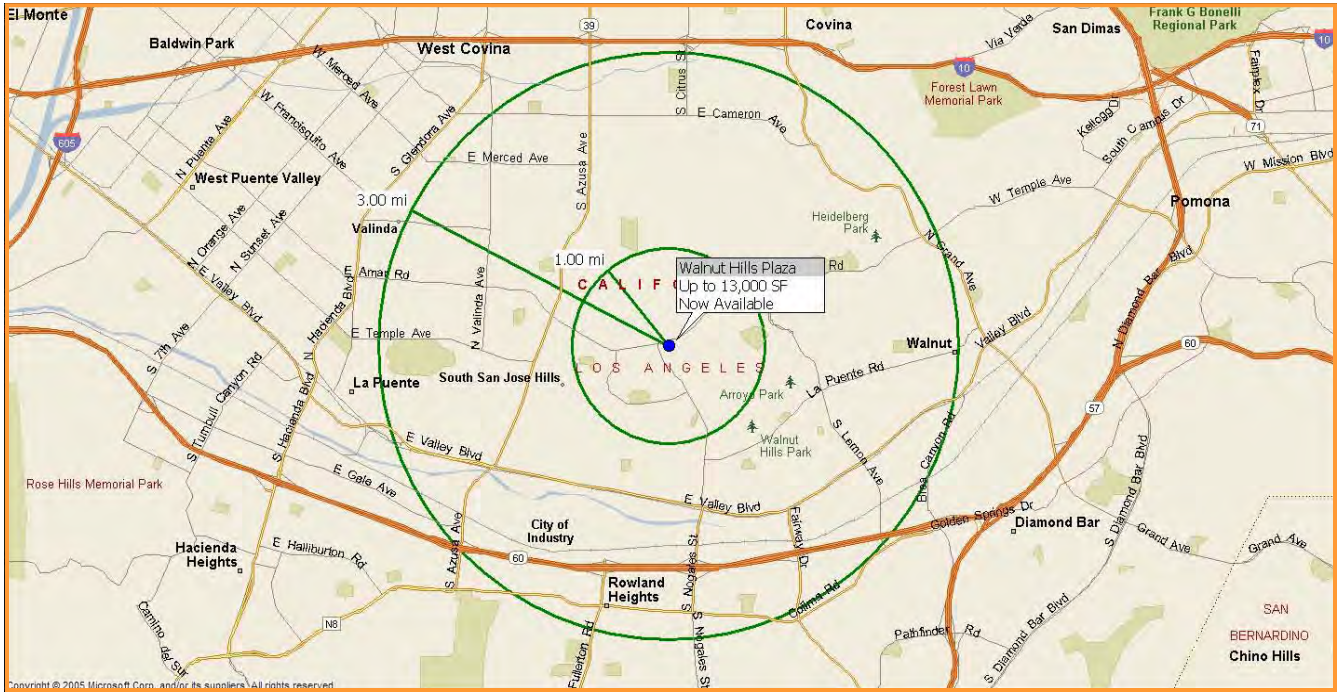 El Monte
Baldwin Park
West Covina
39
Covina
Via Verde
San Dimas
Frank G Bonelli
Regional Park
10
10
Forest Lawn
Memorial Park
Kellogg Dr
South Campus Dr
Fairplex Dr
71
W Mission Blvd
605
N Puente Ave
W Merced Ave
W Francisquito Ave
S Glendora Ave
E Merced Ave
S Azusa Ave
S Citrus St
E Cameron Ave
West Puente Valley
3.00 mi
Valinda
N Orange Ave
N Sunset Ave
W Temple Ave
Pomona
Heidelberg
Park
N Grand Ave
1.00 mi
Walnut Hills Plaza
Up to 13,000 SF
Now Available
Rd
CALIFO
E Amar Rd
E Valley Blvd
N Hacienda Blvd
N Valinda Ave
E Temple Ave
S 7th Ave
S Turnbull Canyon Rd
La Puente
South San Jose Hills
LOS ANGELES
Arroyo Park
La Puente Rd
Walnut
Valley Blvd
N Diamond Bar Blvd
60
57
Walnut
Hills Park
S Lemon Ave
Brea Canyon Rd
S Hacienda Blvd
E Valley Blvd
E Gale Ave
Rose Hills Memorial Park
E Valley Blvd
Fairway Dr
Golden Springs Dr
Diamond Bar
S Diamond Bar Blvd
Grand Ave
Grand Ave
City of
Industry
60
Hacienda
Heights
E Halliburton Rd
S Azusa Ave
Rowland
Heights
S Nogales St
Colima Rd
N8
Camino del Sur
Fullerton Rd
S Nogales St
Pathfinder Rd
S Diamond Bar Blvd
SAN
BERNARDINO
Chino Hills
Copyright © 2005 Microsoft Corp. and/or its suppliers. All rights reserved.